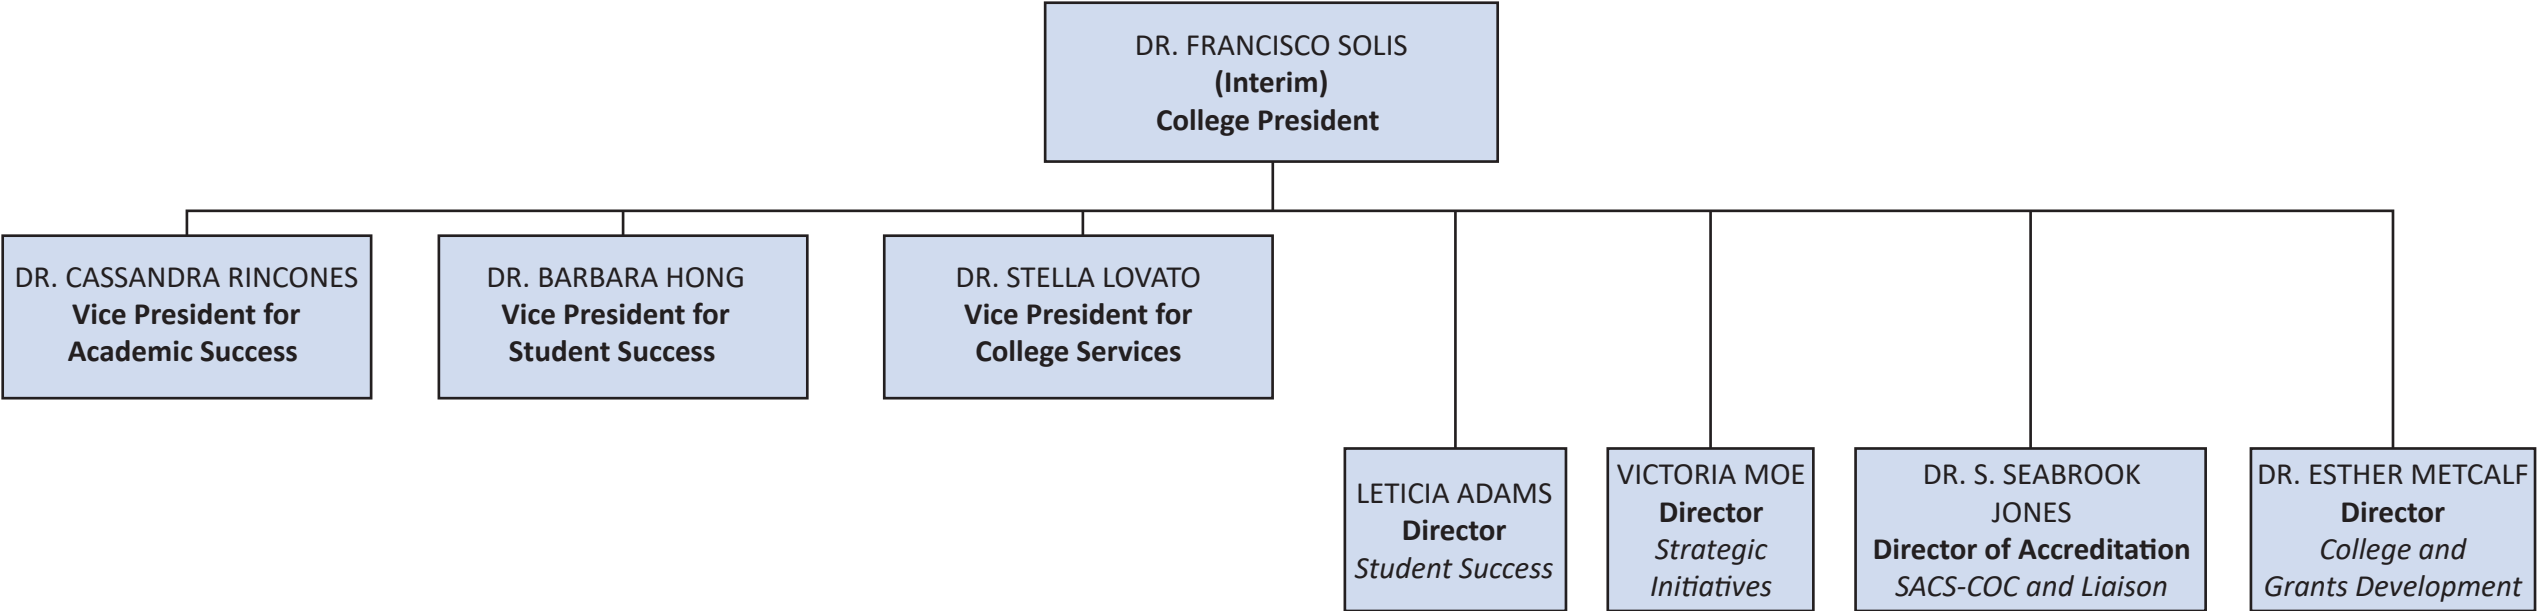 DR. FRANCISCO SOLIS
(Interim)
College President
DR. CASSANDRA RINCONES
Vice President for
Academic Success
DR. BARBARA HONG
Vice President for
Student Success
DR. STELLA LOVATO
Vice President for
College Services
LETICIA ADAMS
Director
Student Success
VICTORIA MOE
Director
Strategic
Initiatives
DR. S. SEABROOK
JONES
Director of Accreditation
SACS-COC and Liaison
DR. ESTHER METCALF
Director
College and
Grants Development